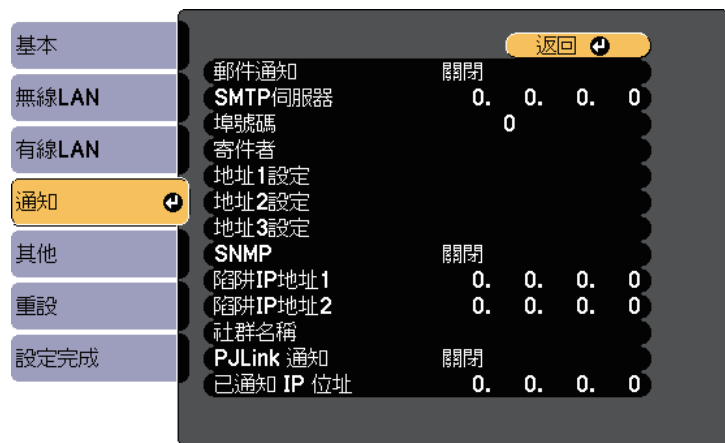 基本
無線LAN
有線LAN
通知
其他
重設
設定完成
返回
郵件通知 關閉
SMTP伺服器 0. 0. 0. 0
埠號碼 0
寄件者
地址1設定
地址2設定
地址3設定
SNMP 關閉
陷阱IP地址1 0. 0. 0. 0
陷阱IP地址2 0. 0. 0. 0
社群名稱
PJLink 通知 關閉
已通知 IP 位址 0. 0. 0. 0